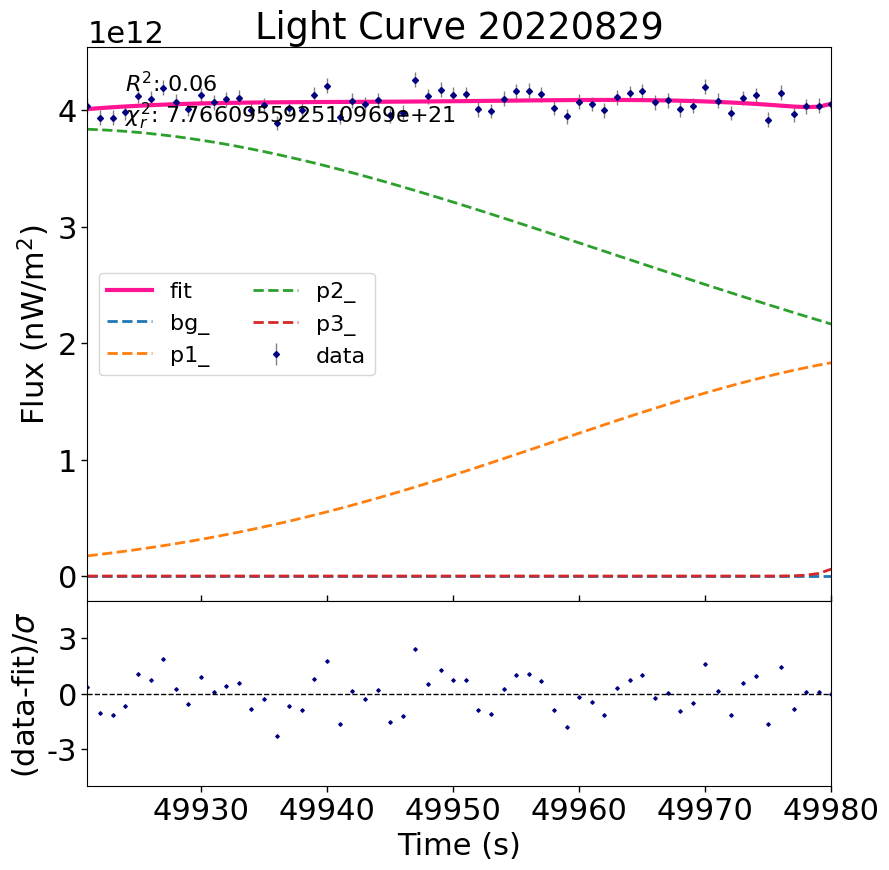 Light Curve 20220829
1e12
R²: 0.06
χ²ᵣ: 7.766095592510969e+21
4
3
2
1
0
Flux (nW/m²)
fit
bg_
p1_
p2_
p3_
data
3
0
-3
(data-fit)/σ
49930 49940 49950 49960 49970 49980
Time (s)